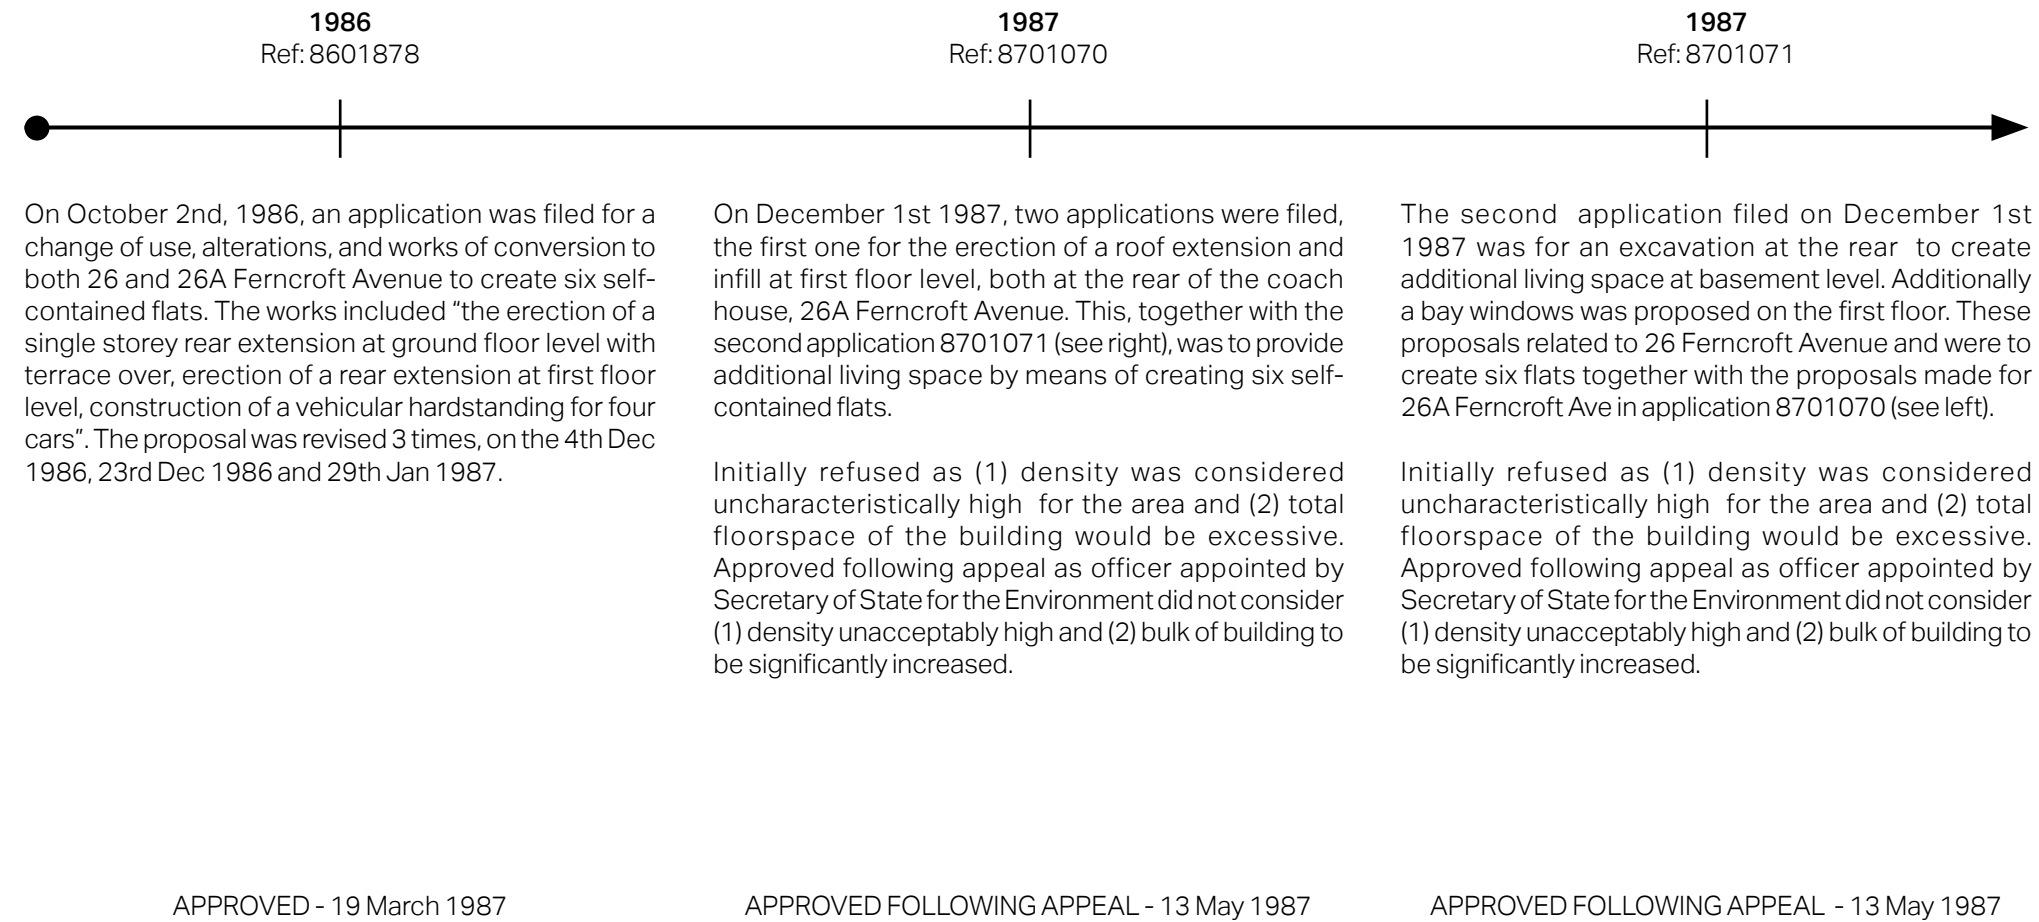 1986
Ref: 8601878
On October 2nd, 1986, an application was filed for a
change of use, alterations, and works of conversion to
both 26 and 26A Ferncroft Avenue to create six self-
contained flats. The works included “the erection of a
single storey rear extension at ground floor level with
terrace over, erection of a rear extension at first floor
level, construction of a vehicular hardstanding for four
cars”. The proposal was revised 3 times, on the 4th Dec
1986, 23rd Dec 1986 and 29th Jan 1987.
APPROVED - 19 March 1987
1987
Ref: 8701070
On December 1st 1987, two applications were filed,
the first one for the erection of a roof extension and
infill at first floor level, both at the rear of the coach
house, 26A Ferncroft Avenue. This, together with the
second application 8701071 (see right), was to provide
additional living space by means of creating six self-
contained flats.
Initially refused as (1) density was considered
uncharacteristically high for the area and (2) total
floorspace of the building would be excessive.
Approved following appeal as officer appointed by
Secretary of State for the Environment did not consider
(1) density unacceptably high and (2) bulk of building to
be significantly increased.
APPROVED FOLLOWING APPEAL - 13 May 1987
1987
Ref: 8701071
The second application filed on December 1st
1987 was for an excavation at the rear to create
additional living space at basement level. Additionally
a bay windows was proposed on the first floor. These
proposals related to 26 Ferncroft Avenue and were to
create six flats together with the proposals made for
26A Ferncroft Ave in application 8701070 (see left).
Initially refused as (1) density was considered
uncharacteristically high for the area and (2) total
floorspace of the building would be excessive.
Approved following appeal as officer appointed by
Secretary of State for the Environment did not consider
(1) density unacceptably high and (2) bulk of building to
be significantly increased.
APPROVED FOLLOWING APPEAL - 13 May 1987